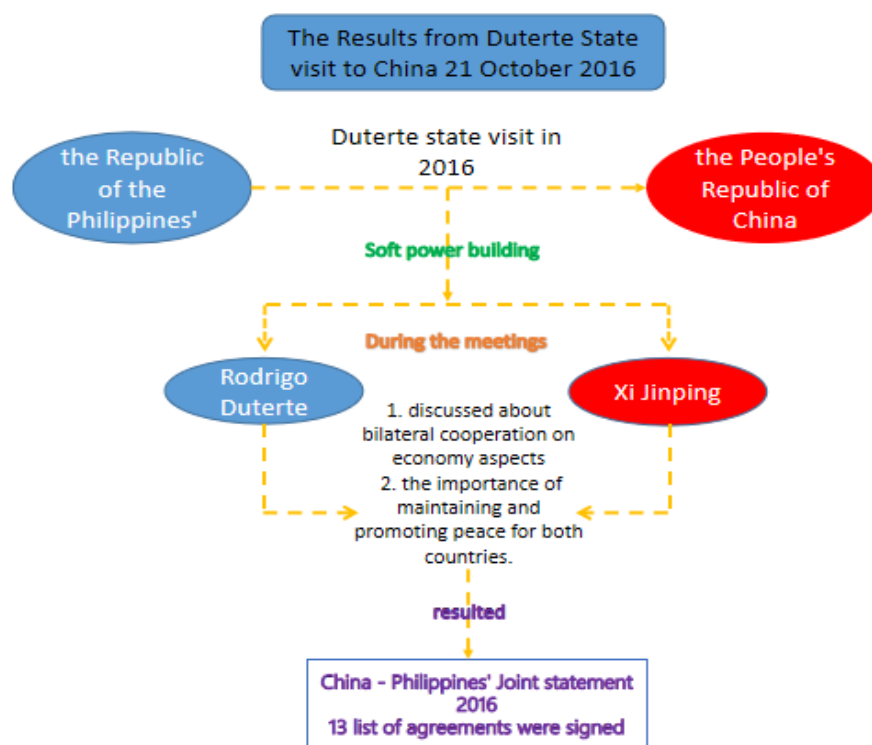 The Results from Duterte State
visit to China 21 October 2016
Duterte state visit in
2016
the Republic
of the
Philippines'
the People's
Republic of
China
Soft power building
During the meetings
Rodrigo
Duterte
Xi Jinping
1. discussed about
bilateral cooperation on
economy aspects
2. the importance of
maintaining and
promoting peace for both
countries.
resulted
China - Philippines' Joint statement
2016
13 list of agreements were signed